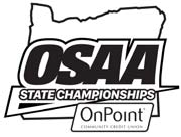 OSAA
STATE CHAMPIONSHIPS
OnPoint
COMMUNITY CREDIT UNION